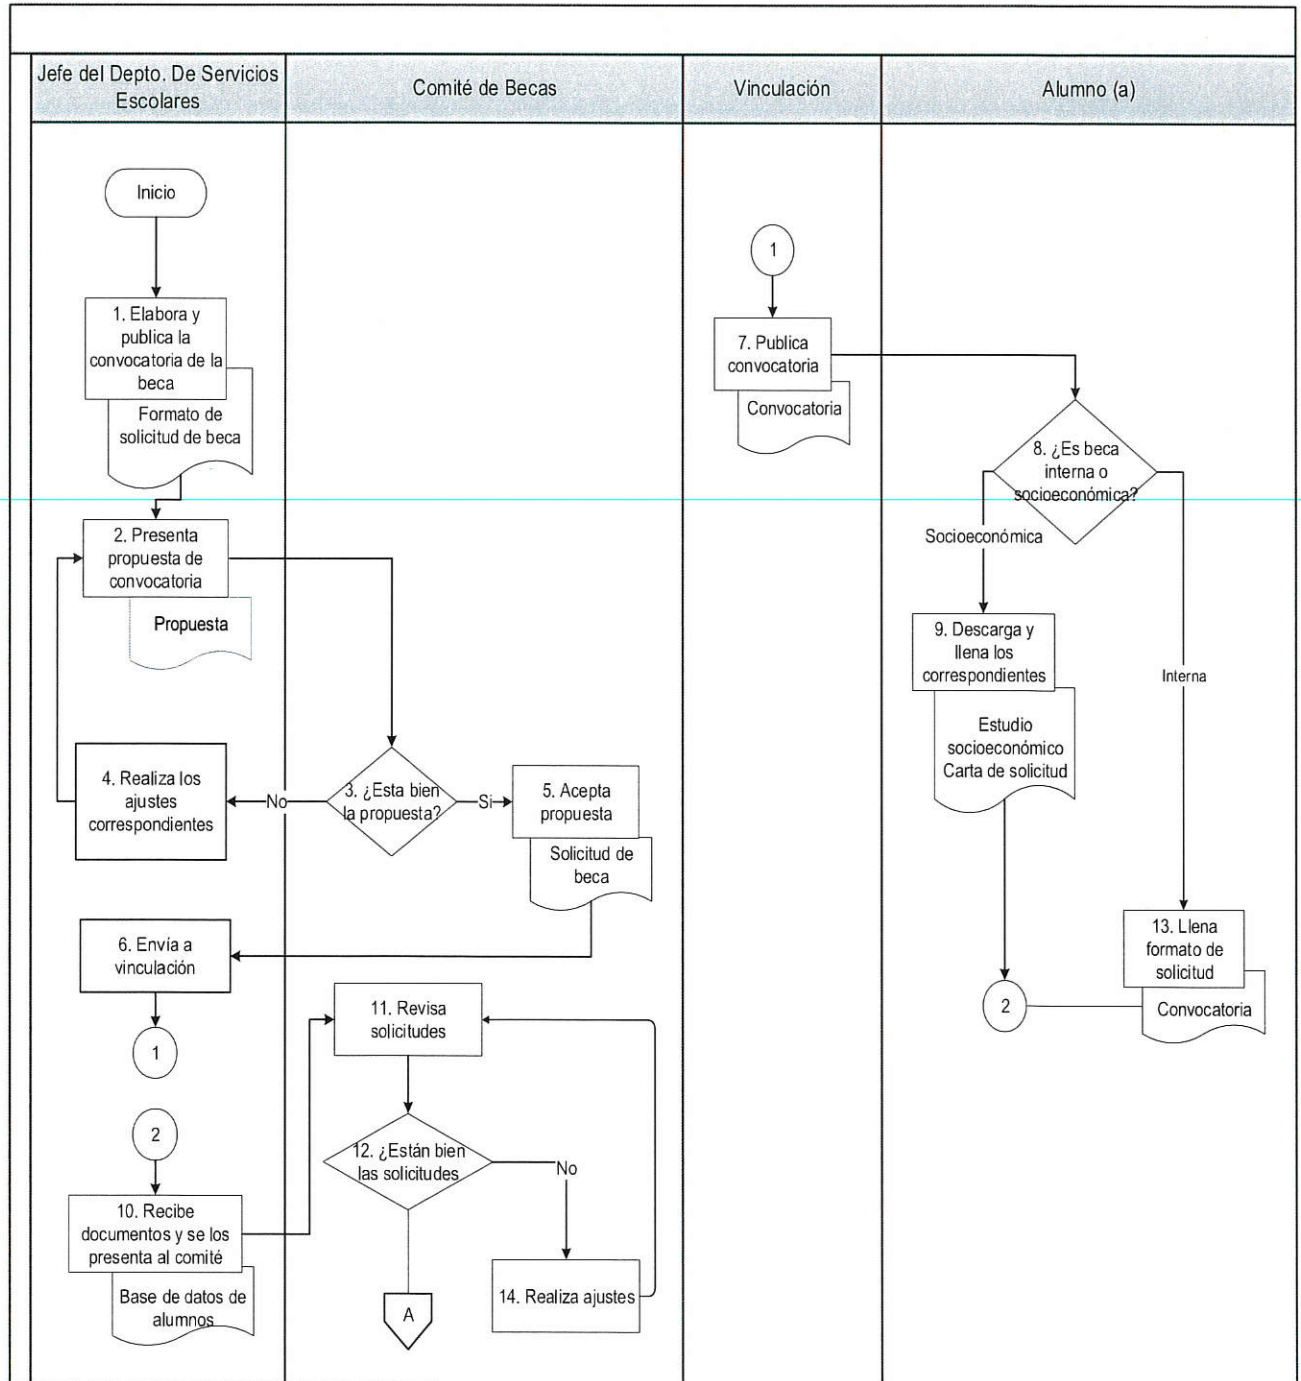 Jefe del Depto. De Servicios
Escolares
Comité de Becas
Vinculación
Alumno (a)
Inicio
1. Elabora y
publica la
convocatoria de la
beca
Formato de
solicitud de beca
2. Presenta
propuesta de
convocatoria
Propuesta
3. ¿Esta bien
la propuesta?
No
Si
4. Realiza los
ajustes
correspondientes
5. Acepta
propuesta
Solicitud de
beca
6. Envía a
vinculación
1
1
7. Publica
convocatoria
Convocatoria
8. ¿Es beca
interna o
socioeconómica?
Socioeconómica
Interna
9. Descarga y
llena los
correspondientes
Estudio
socioeconómico
Carta de solicitud
13. Llena
formato de
solicitud
Convocatoria
2
2
10. Recibe
documentos y se los
presenta al comité
Base de datos de
alumnos
11. Revisa
solicitudes
12. ¿Están bien
las solicitudes
No
14. Realiza ajustes
A